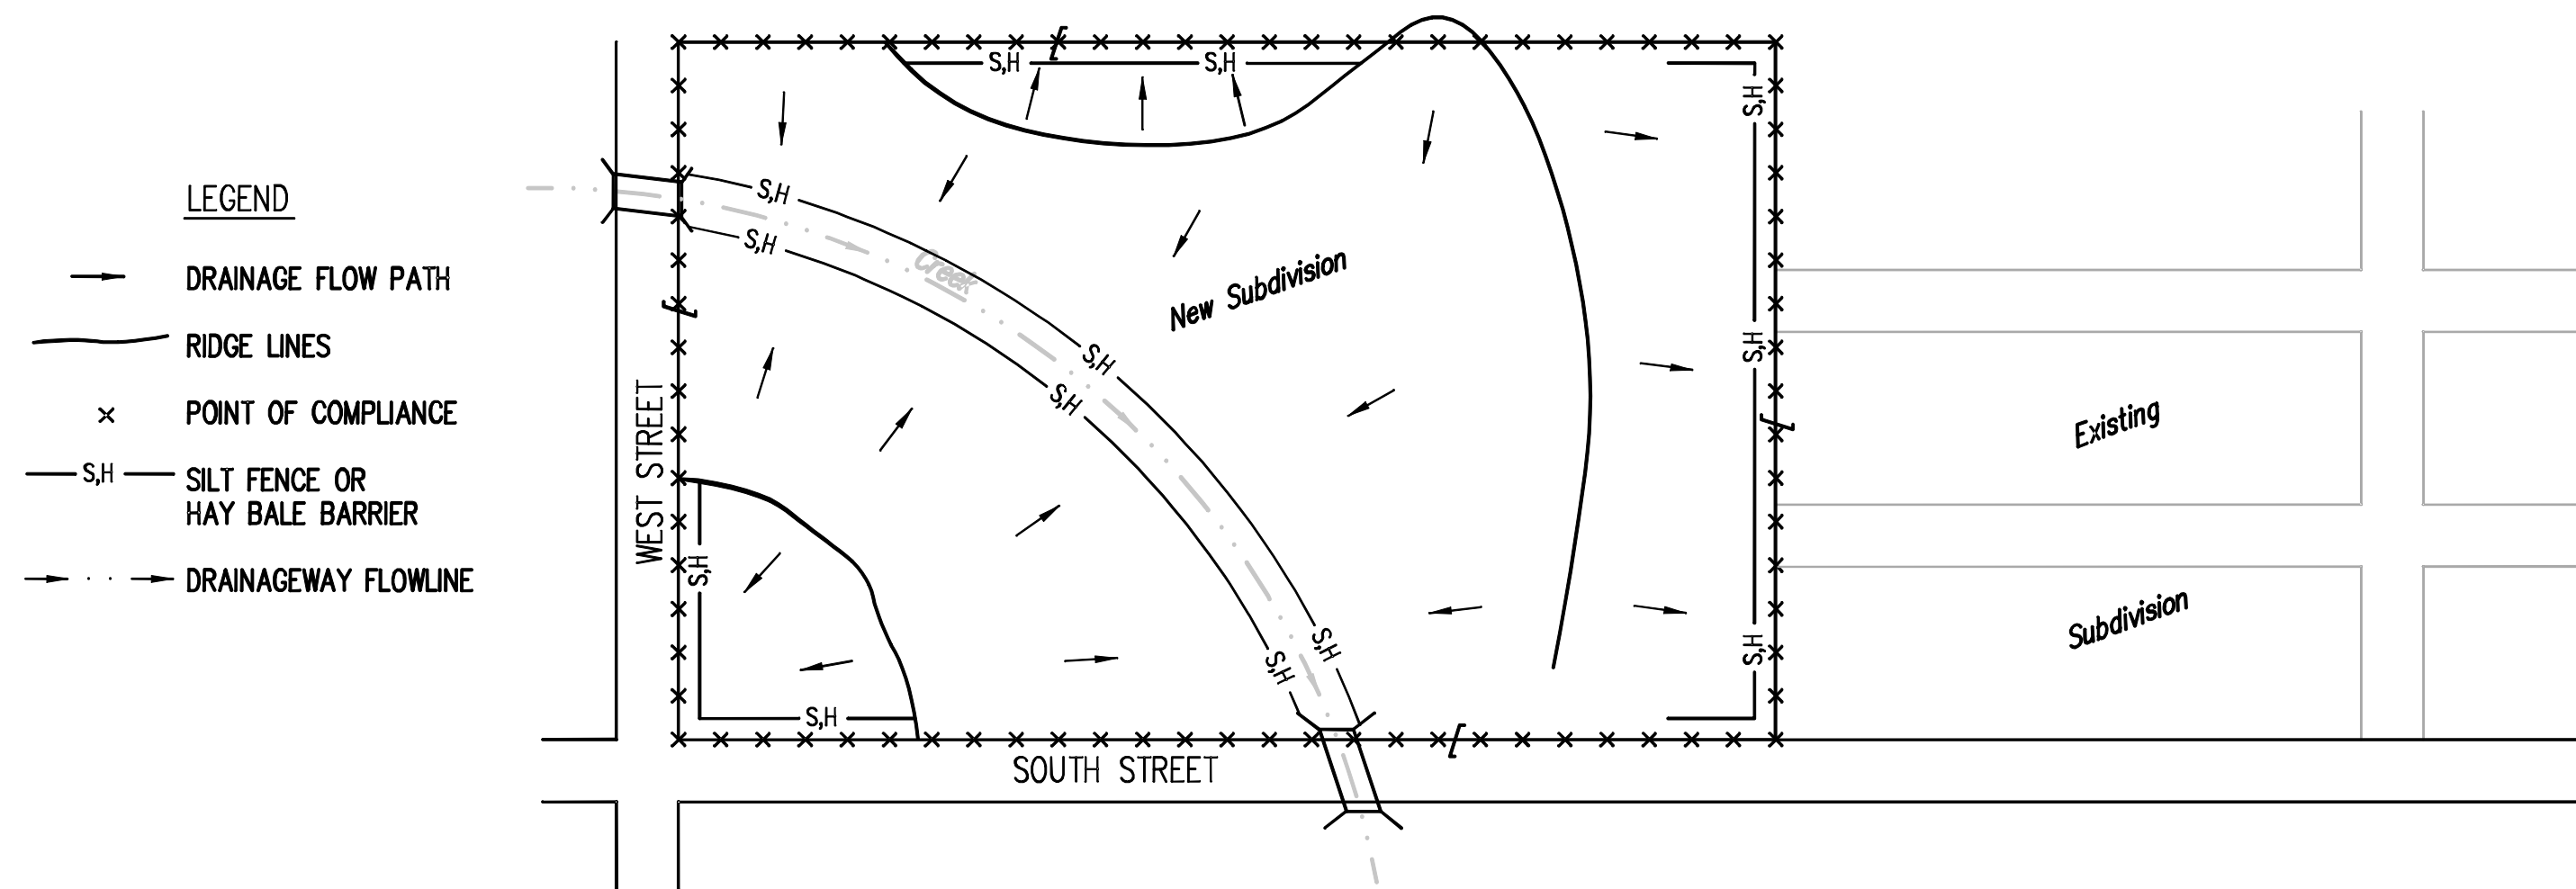 LEGEND
DRAINAGE FLOW PATH
RIDGE LINES
POINT OF COMPLIANCE
S,H
SILT FENCE OR
HAY BALE BARRIER
DRAINAGEWAY FLOWLINE
S,H
S,H
S,H
S,H
S,H
Creek
New Subdivision
S,H
S,H
S,H
WEST STREET
Existing
S,H
S,H
S,H
S,H
Subdivision
S,H
SOUTH STREET